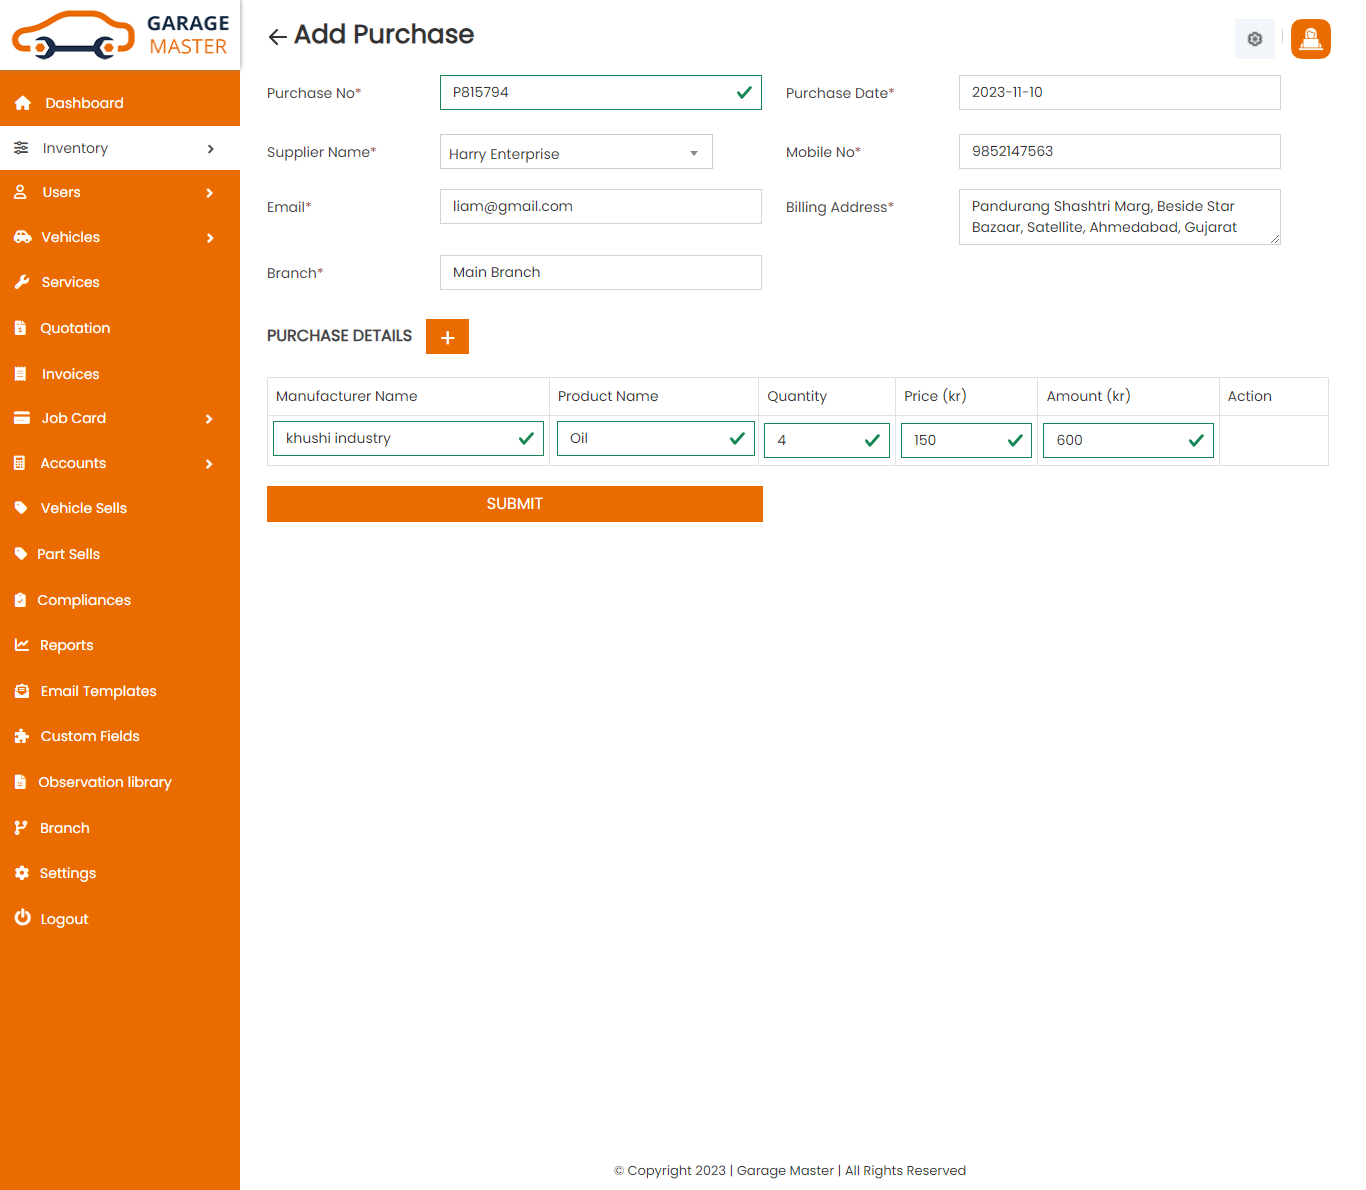 GARAGE
MASTER
Dashboard
Inventory
Users
Vehicles
Services
Quotation
Invoices
Job Card
Accounts
Vehicle Sells
Part Sells
Compliances
Reports
Email Templates
Custom Fields
Observation library
Branch
Settings
Logout
Add Purchase
Purchase No* P815794 Purchase Date* 2023-11-10
Supplier Name* Harry Enterprise Mobile No* 9852147563
Email* liam@gmail.com Billing Address* Pandurang Shashtri Marg, Beside Star
Bazaar, Satellite, Ahmedabad, Gujarat
Branch* Main Branch
PURCHASE DETAILS +
Manufacturer Name Product Name Quantity Price (kr) Amount (kr) Action
khushi industry Oil 4 150 600
SUBMIT
© Copyright 2023 | Garage Master | All Rights Reserved